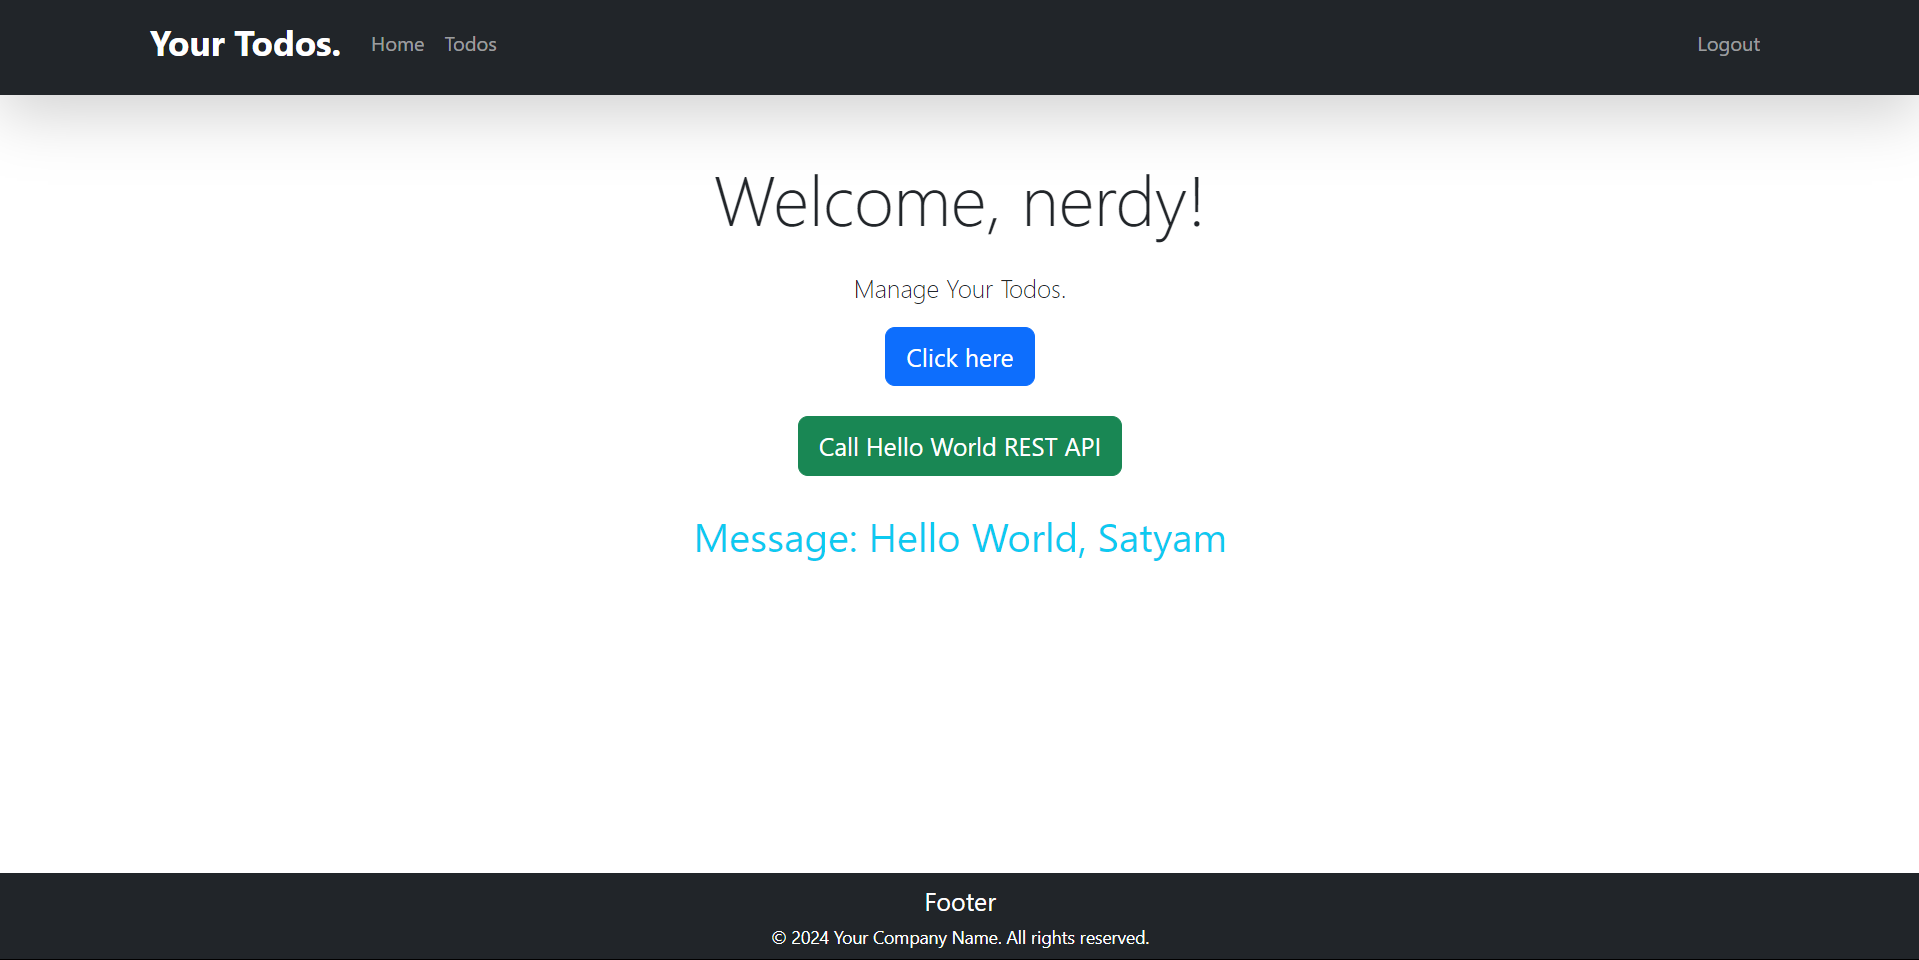 Your Todos. Home Todos Logout
Welcome, nerdy!
Manage Your Todos.
Click here
Call Hello World REST API
Message: Hello World, Satyam
Footer
© 2024 Your Company Name. All rights reserved.